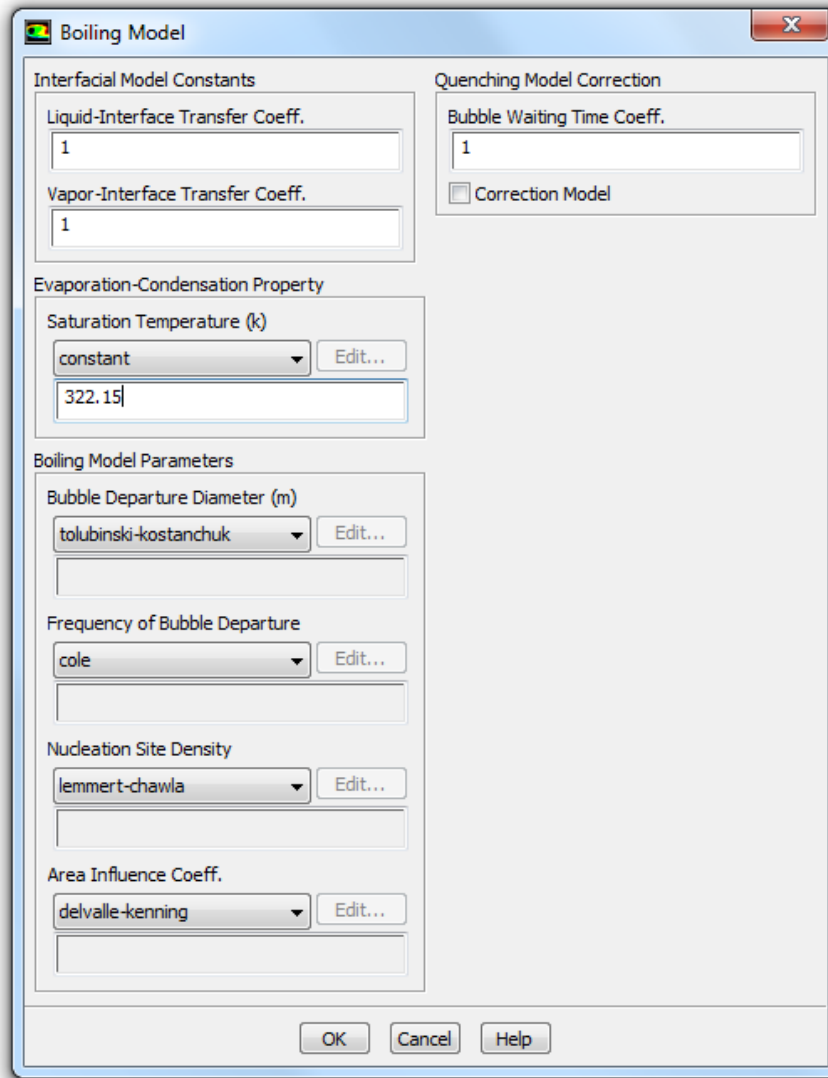 Boiling Model
Interfacial Model Constants
Liquid-Interface Transfer Coeff.
1
Vapor-Interface Transfer Coeff.
1
Quenching Model Correction
Bubble Waiting Time Coeff.
1
Correction Model
Evaporation-Condensation Property
Saturation Temperature (k)
constant
Edit...
322.15
Boiling Model Parameters
Bubble Departure Diameter (m)
tolubinski-kostanchuk
Edit...
Frequency of Bubble Departure
cole
Edit...
Nucleation Site Density
lemmert-chawla
Edit...
Area Influence Coeff.
delvalle-kenning
Edit...
OK
Cancel
Help